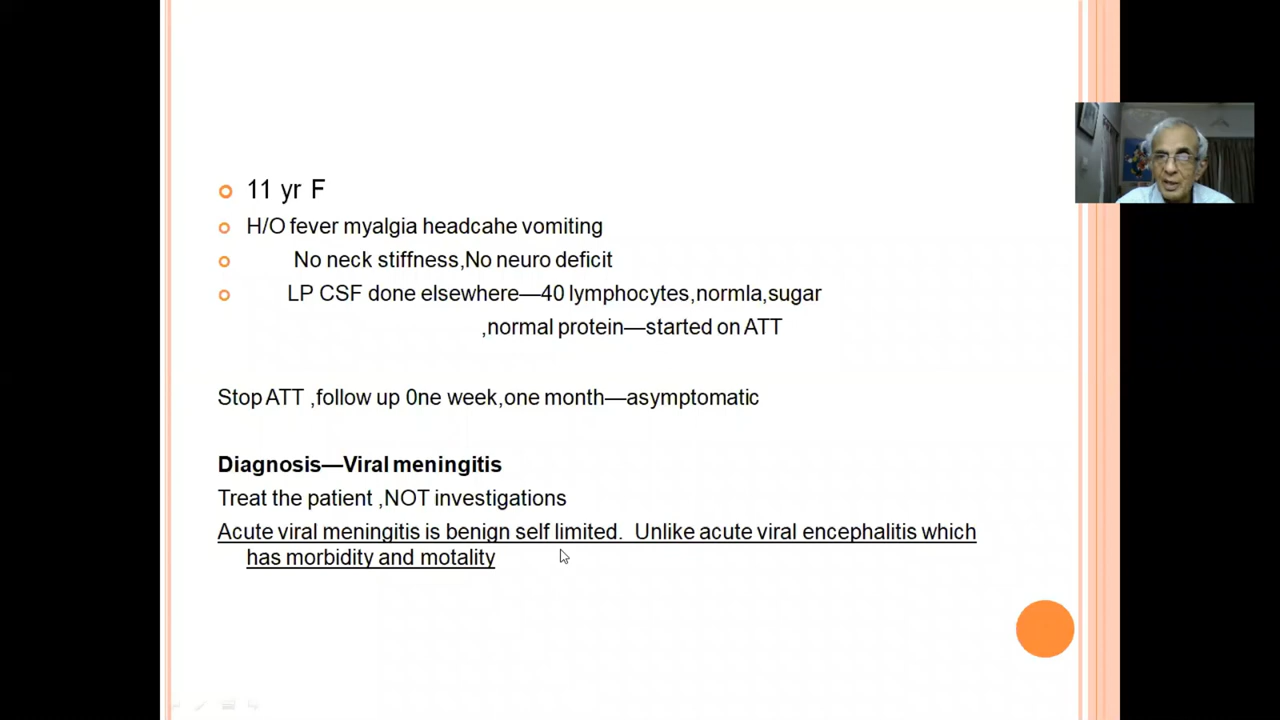 11 yr F
H/O fever myalgia headcahe vomiting
No neck stiffness,No neuro deficit
LP CSF done elsewhere—40 lymphocytes,normla,sugar
,normal protein—started on ATT
Stop ATT ,follow up 0ne week,one month—asymptomatic
Diagnosis—Viral meningitis
Treat the patient ,NOT investigations
Acute viral meningitis is benign self limited. Unlike acute viral encephalitis which
has morbidity and motality